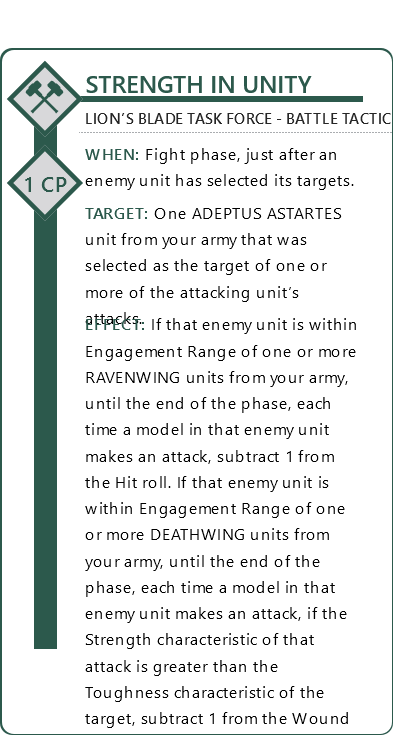 STRENGTH IN UNITY
LION'S BLADE TASK FORCE - BATTLE TACTIC
WHEN: Fight phase, just after an
1 CP
enemy unit has selected its targets.
TARGET: One ADEPTUS ASTARTES
unit from your army that was
selected as the target of one or
more of the attacking unit's
attacks.
EFFECT: If that enemy unit is within
Engagement Range of one or more
RAVENWING units from your army,
until the end of the phase, each
time a model in that enemy unit
makes an attack, subtract 1 from
the Hit roll. If that enemy unit is
within Engagement Range of one
or more DEATHWING units from
your army, until the end of the
phase, each time a model in that
enemy unit makes an attack, if the
Strength characteristic of that
attack is greater than the
Toughness characteristic of the
target, subtract 1 from the Wound